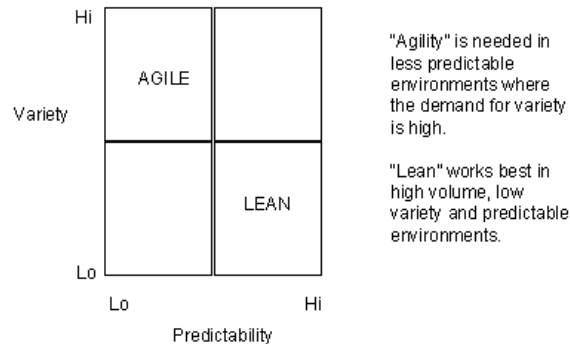 Hi
AGILE
Variety
LEAN
Lo
Lo
Hi
Predictability
"Agility" is needed in
less predictable
environments where
the demand for variety
is high.
"Lean" works best in
high volume, low
variety and predictable
environments.